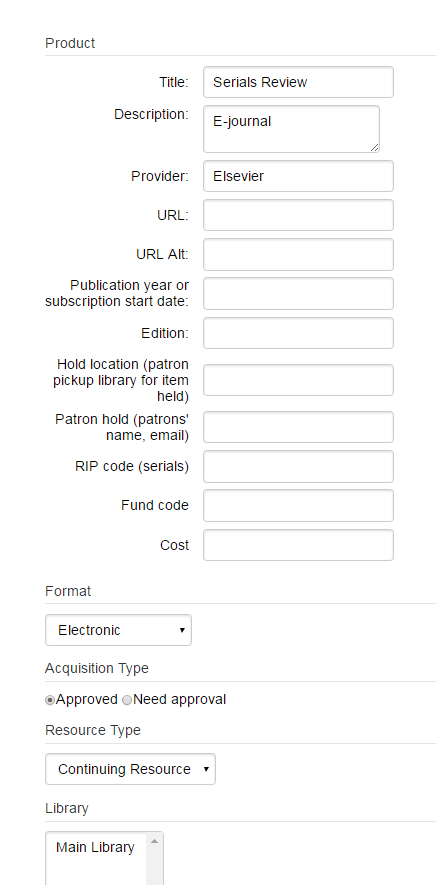 Product
Title: Serials Review
Description: E-journal
Provider: Elsevier
URL:
URL Alt:
Publication year or
subscription start date:
Edition:
Hold location (patron
pickup library for item
held)
Patron hold (patrons'
name, email)
RIP code (serials)
Fund code
Cost
Format
Electronic
Acquisition Type
Approved Need approval
Resource Type
Continuing Resource
Library
Main Library